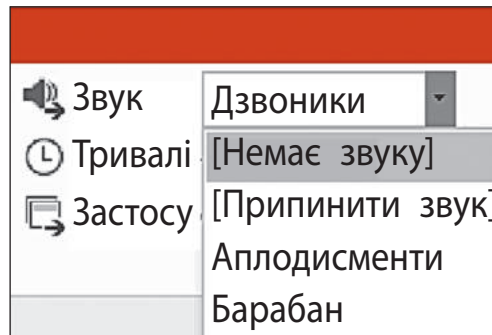 Звук Дзвоники
Тривалі [Немає звуку]
Застосу [Припинити звук]
Аплодисменти
Барабан